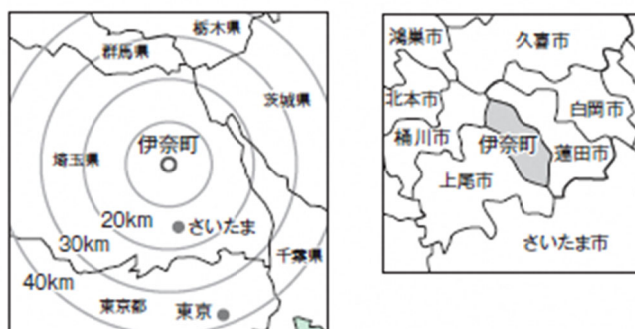 栃木県
群馬県
茨城県
伊奈町
埼玉県
20km
さいたま
30km
千葉県
40km
東京都
東京
鴻巣市
久喜市
北本市
白岡市
桶川市
伊奈町
蓮田市
上尾市
さいたま市